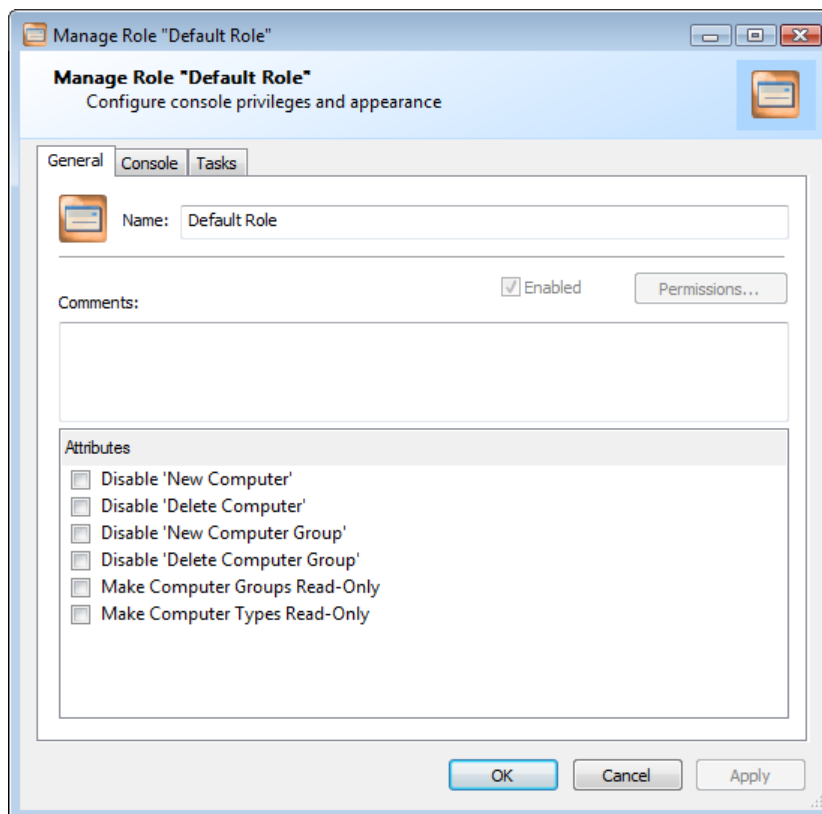 Manage Role "Default Role"
Manage Role "Default Role"
Configure console privileges and appearance
General Console Tasks
Name: Default Role
Enabled Permissions...
Comments:
Attributes
Disable 'New Computer'
Disable 'Delete Computer'
Disable 'New Computer Group'
Disable 'Delete Computer Group'
Make Computer Groups Read-Only
Make Computer Types Read-Only
OK Cancel Apply